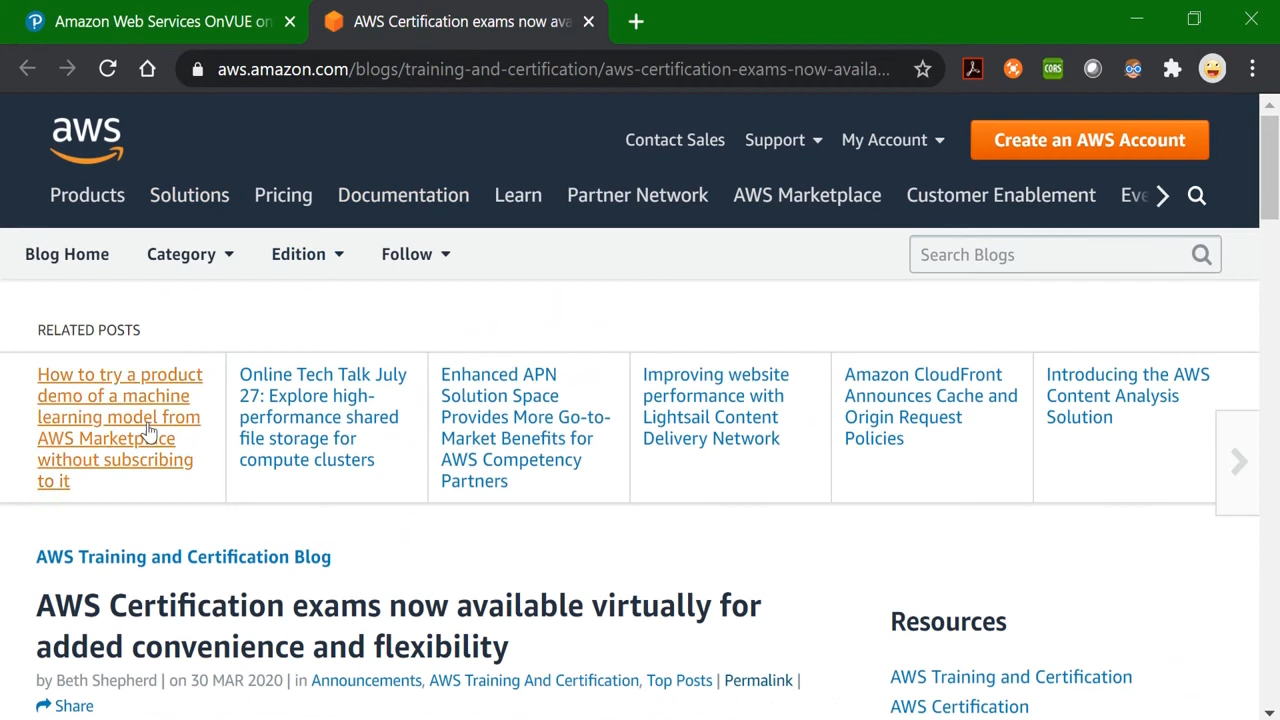 Amazon Web Services OnVUE on
AWS Certification exams now ava
aws.amazon.com/blogs/training-and-certification/aws-certification-exams-now-availa...
CORS
aws
Contact Sales
Support
My Account
Create an AWS Account
Products
Solutions
Pricing
Documentation
Learn
Partner Network
AWS Marketplace
Customer Enablement
Eve
Blog Home
Category
Edition
Follow
Search Blogs
RELATED POSTS
How to try a product
demo of a machine
learning model from
AWS Marketplace
without subscribing
to it
Online Tech Talk July
27: Explore high-
performance shared
file storage for
compute clusters
Enhanced APN
Solution Space
Provides More Go-to-
Market Benefits for
AWS Competency
Partners
Improving website
performance with
Lightsail Content
Delivery Network
Amazon CloudFront
Announces Cache and
Origin Request
Policies
Introducing the AWS
Content Analysis
Solution
AWS Training and Certification Blog
AWS Certification exams now available virtually for
added convenience and flexibility
by Beth Shepherd | on 30 MAR 2020 | in Announcements, AWS Training And Certification, Top Posts | Permalink |
Share
Resources
AWS Training and Certification
AWS Certification